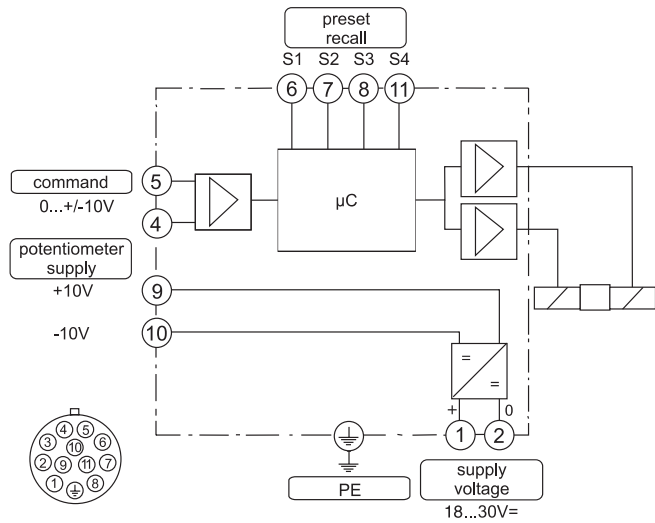 preset
recall
S1 S2 S3 S4
6 7 8 11
command
0...+/-10V
5
4
µC
potentiometer
supply
+10V
9
-10V
10
=
=
+ 0
1 2
PE
supply
voltage
18...30V=
4 5
3 10 6
2 9 11 7
1 8